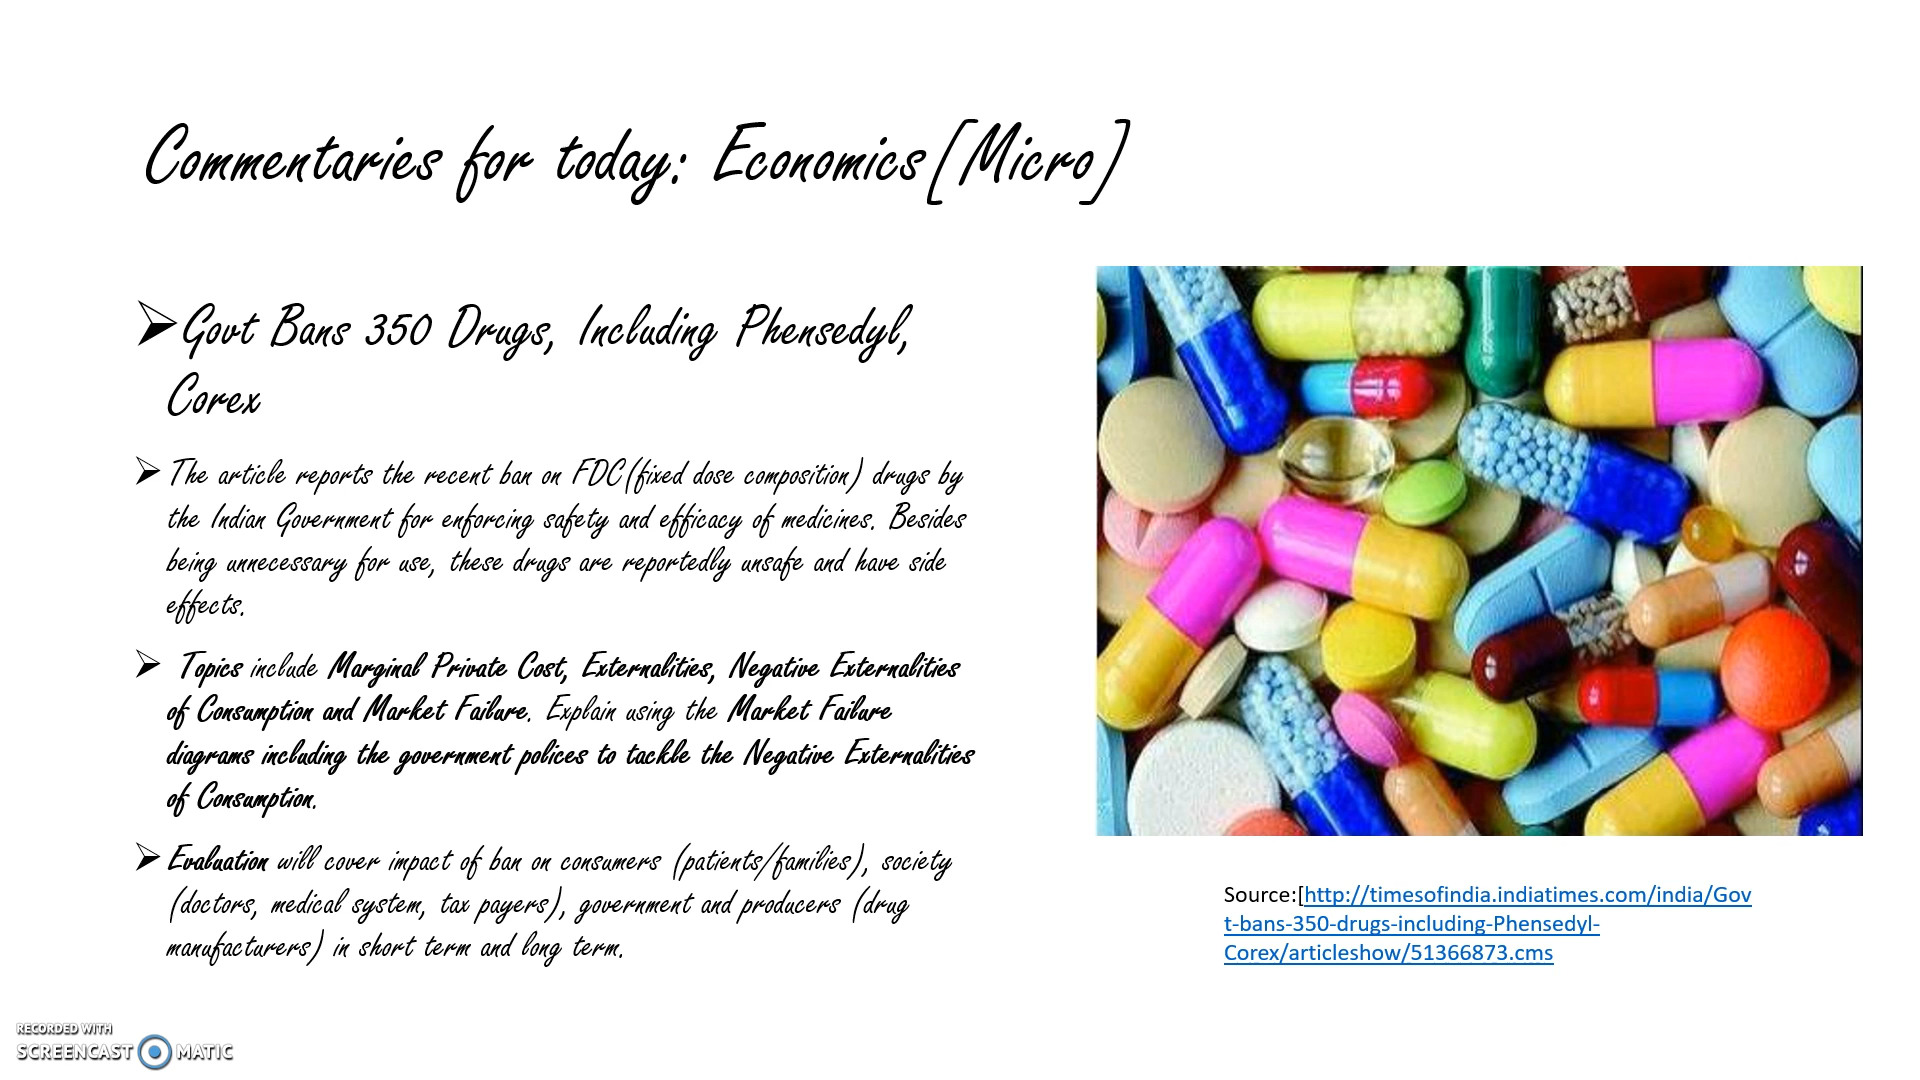 Commentaries for today: Economics[Micro]
Govt Bans 350 Drugs, Including Phensedyl,
Corex
The article reports the recent ban on FDC(fixed dose composition) drugs by
the Indian Government for enforcing safety and efficacy of medicines. Besides
being unnecessary for use, these drugs are reportedly unsafe and have side
effects.
Topics include Marginal Private Cost, Externalities, Negative Externalities
of Consumption and Market Failure. Explain using the Market Failure
diagrams including the government polices to tackle the Negative Externalities
of Consumption.
Evaluation will cover impact of ban on consumers (patients/families), society
(doctors, medical system, tax payers), government and producers (drug
manufacturers) in short term and long term.
Source:[http://timesofindia.indiatimes.com/india/Gov
t-bans-350-drugs-including-Phensedyl-
Corex/articleshow/51366873.cms
RECORDED WITH
SCREENCAST MATIC